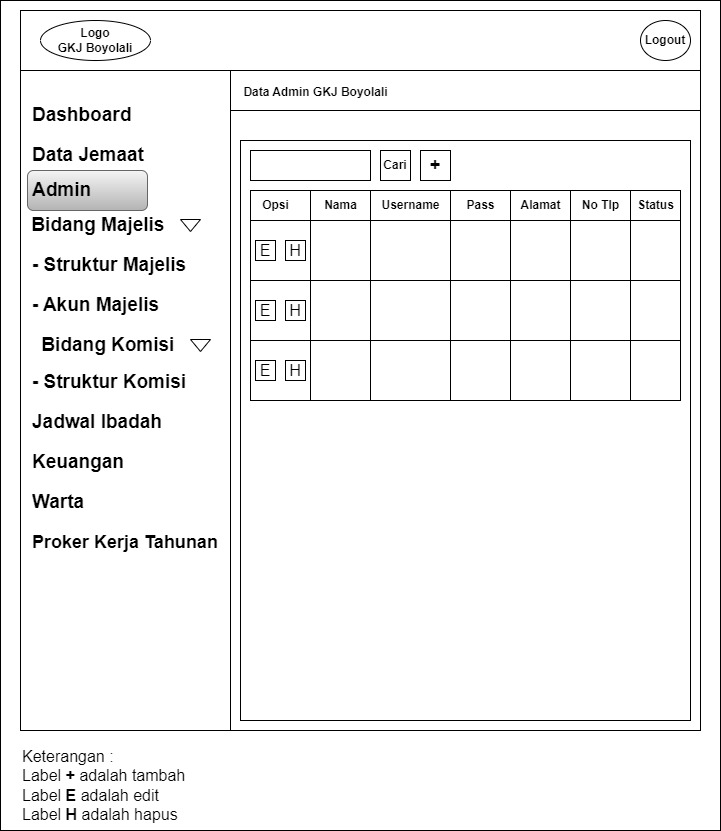 Logo
GKJ Boyolali
Logout
Data Admin GKJ Boyolali
Dashboard
Data Jemaat
Admin
Bidang Majelis
- Struktur Majelis
- Akun Majelis
Bidang Komisi
- Struktur Komisi
Jadwal Ibadah
Keuangan
Warta
Proker Kerja Tahunan
Cari +
Opsi Nama Username Pass Alamat No Tlp Status
E H
E H
E H
Keterangan :
Label + adalah tambah
Label E adalah edit
Label H adalah hapus